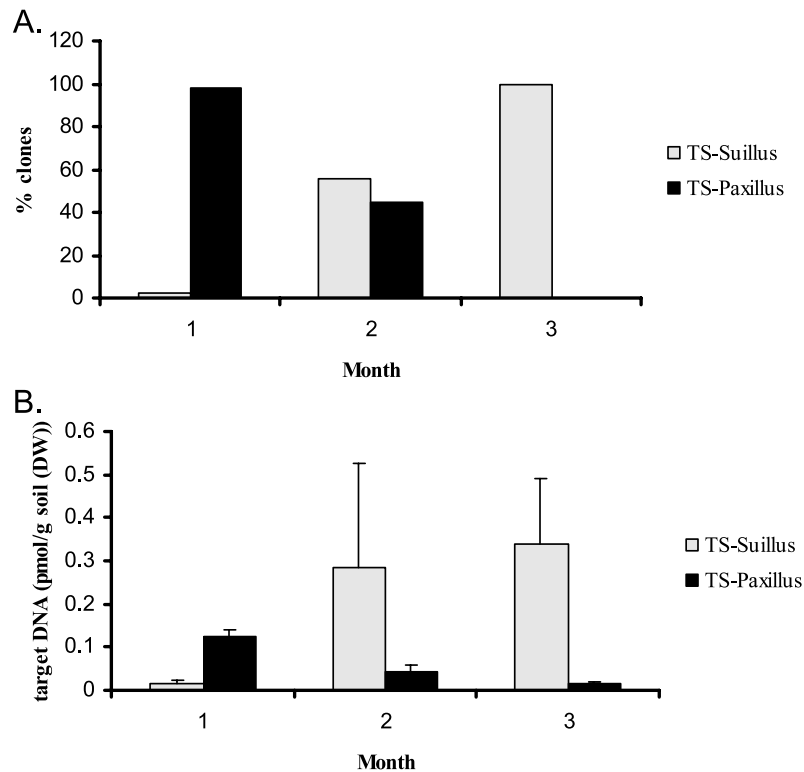 A.
120
100
80
60
40
20
0
% clones
1 2 3
Month
TS-Suillus
TS-Paxillus
B.
0.6
0.5
0.4
0.3
0.2
0.1
0
target DNA (pmol/g soil (DW))
1 2 3
Month
TS-Suillus
TS-Paxillus